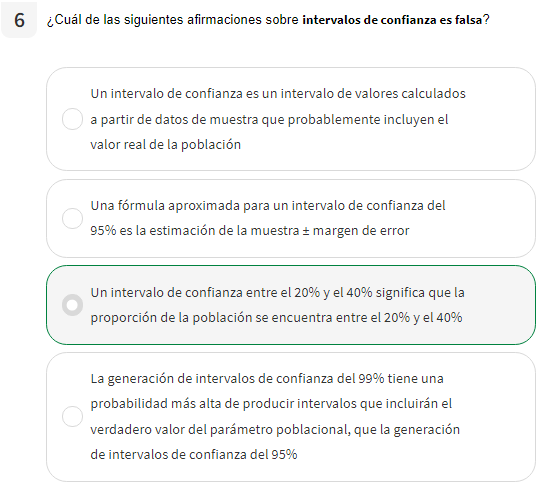 6 ¿Cuál de las siguientes afirmaciones sobre intervalos de confianza es falsa?
Un intervalo de confianza es un intervalo de valores calculados
a partir de datos de muestra que probablemente incluyen el
valor real de la población
Una fórmula aproximada para un intervalo de confianza del
95% es la estimación de la muestra ± margen de error
Un intervalo de confianza entre el 20% y el 40% significa que la
proporción de la población se encuentra entre el 20% y el 40%
La generación de intervalos de confianza del 99% tiene una
probabilidad más alta de producir intervalos que incluirán el
verdadero valor del parámetro poblacional, que la generación
de intervalos de confianza del 95%